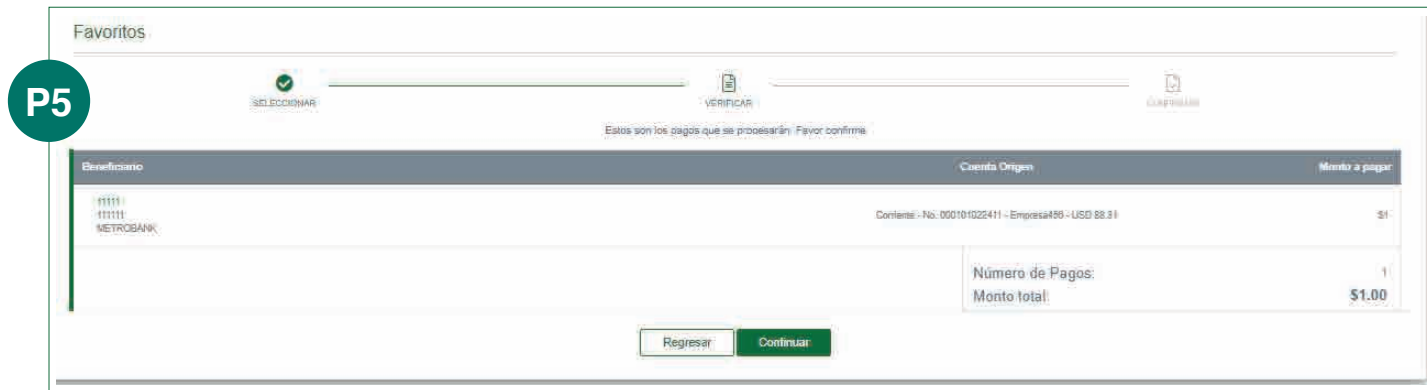 Favoritos
P5
SELECCIONAR
VERIFICAR
CONFIRMAR
Estos son los pagos que se procesarán. Favor confirme
Beneficiario Cuenta Origen Monto a pagar
11111
111111
METROBANK
Corriente - No. 000101022411 - Empresa456 - USD 88.31
$1
Número de Pagos: 1
Monto total: $1.00
Regresar Continuar